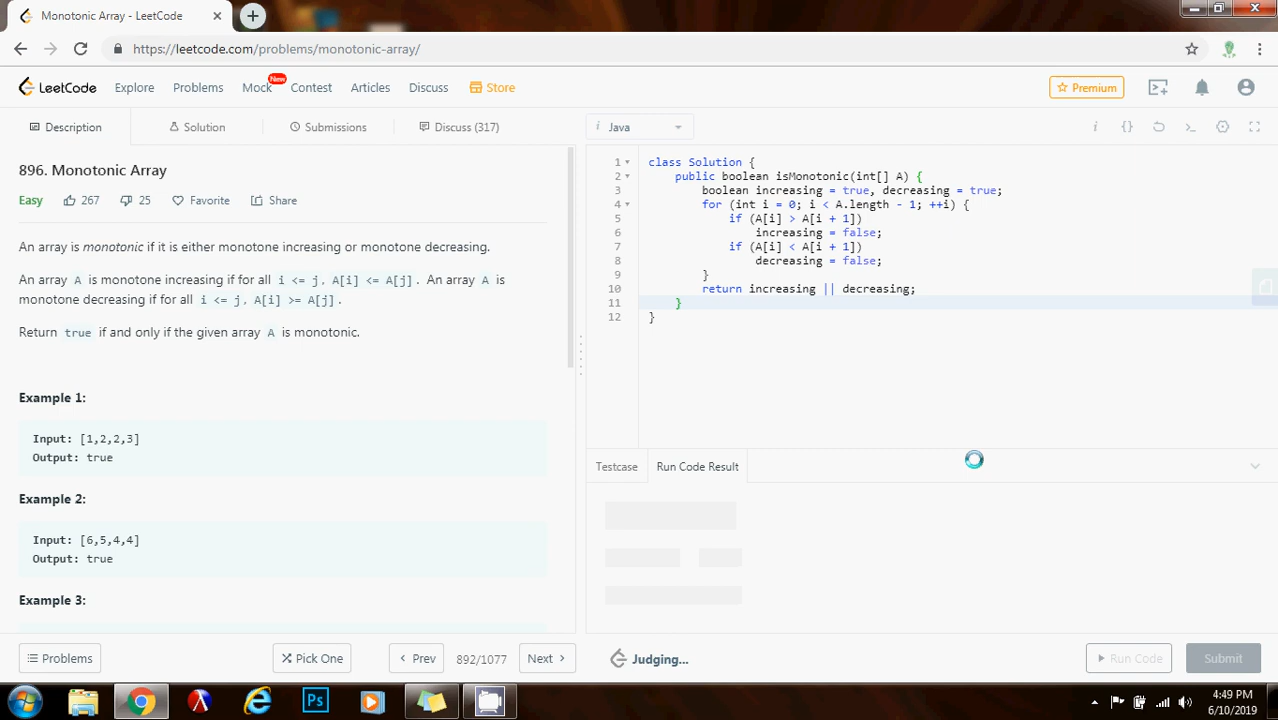 Monotonic Array - LeetCode
https://leetcode.com/problems/monotonic-array/
LeetCode Explore Problems Mock New Contest Articles Discuss Store Premium
Description Solution Submissions Discuss (317)
896. Monotonic Array
Easy 267 25 Favorite Share
An array is monotonic if it is either monotone increasing or monotone decreasing.
An array A is monotone increasing if for all i <= j, A[i] <= A[j]. An array A is
monotone decreasing if for all i <= j, A[i] >= A[j].
Return true if and only if the given array A is monotonic.
Example 1:
Input: [1,2,2,3]
Output: true
Example 2:
Input: [6,5,4,4]
Output: true
Example 3:
Problems Pick One Prev 892/1077 Next
i Java i {}
1 class Solution {
2 public boolean isMonotonic(int[] A) {
3 boolean increasing = true, decreasing = true;
4 for (int i = 0; i < A.length - 1; ++i) {
5 if (A[i] > A[i + 1])
6 increasing = false;
7 if (A[i] < A[i + 1])
8 decreasing = false;
9 }
10 return increasing || decreasing;
11 }
12 }
Testcase Run Code Result
Judging... Run Code Submit
Ps
4:49 PM
6/10/2019